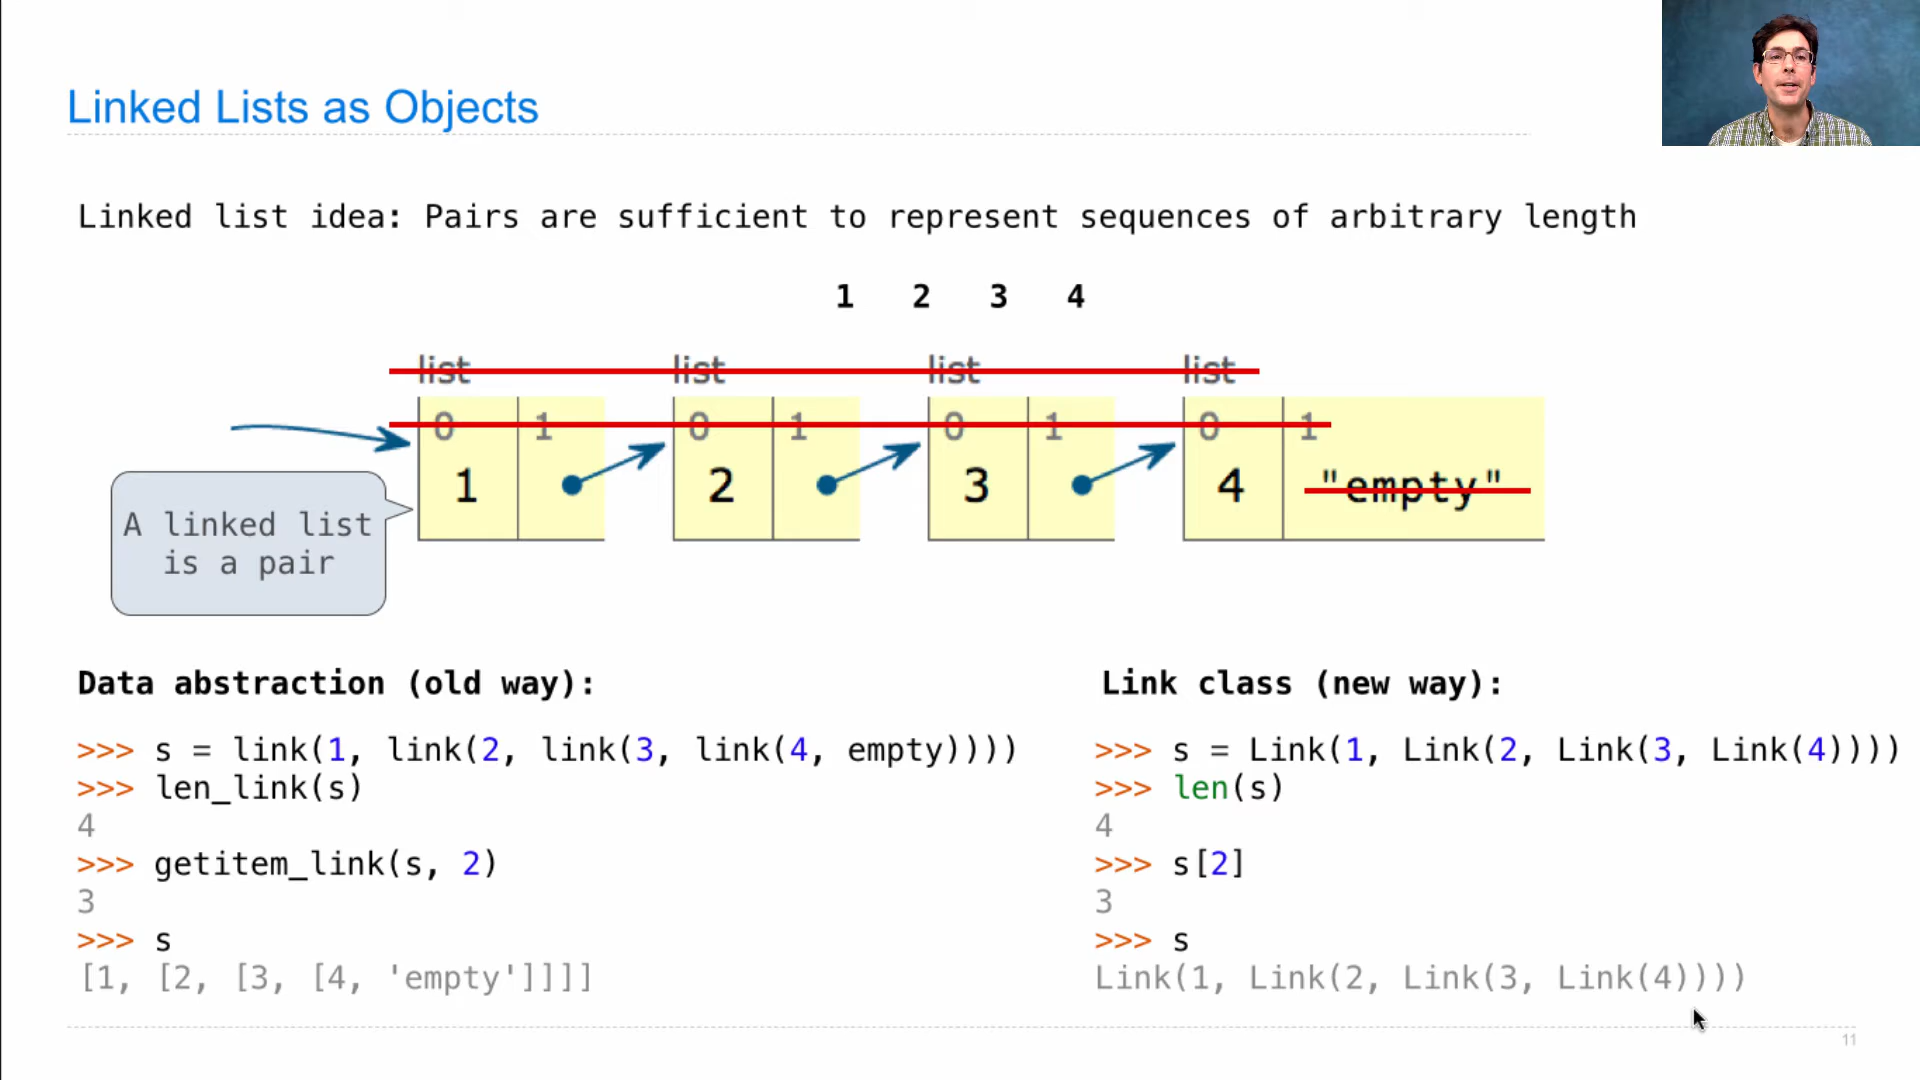 Linked Lists as Objects
Linked list idea: Pairs are sufficient to represent sequences of arbitrary length
1 2 3 4
list list list list
0 1 0 1 0 1 0 1
1 2 3 4 "empty"
A linked list
is a pair
Data abstraction (old way):
>>> s = link(1, link(2, link(3, link(4, empty))))
>>> len_link(s)
4
>>> getitem_link(s, 2)
3
>>> s
[1, [2, [3, [4, 'empty']]]]
Link class (new way):
>>> s = Link(1, Link(2, Link(3, Link(4))))
>>> len(s)
4
>>> s[2]
3
>>> s
Link(1, Link(2, Link(3, Link(4))))
11